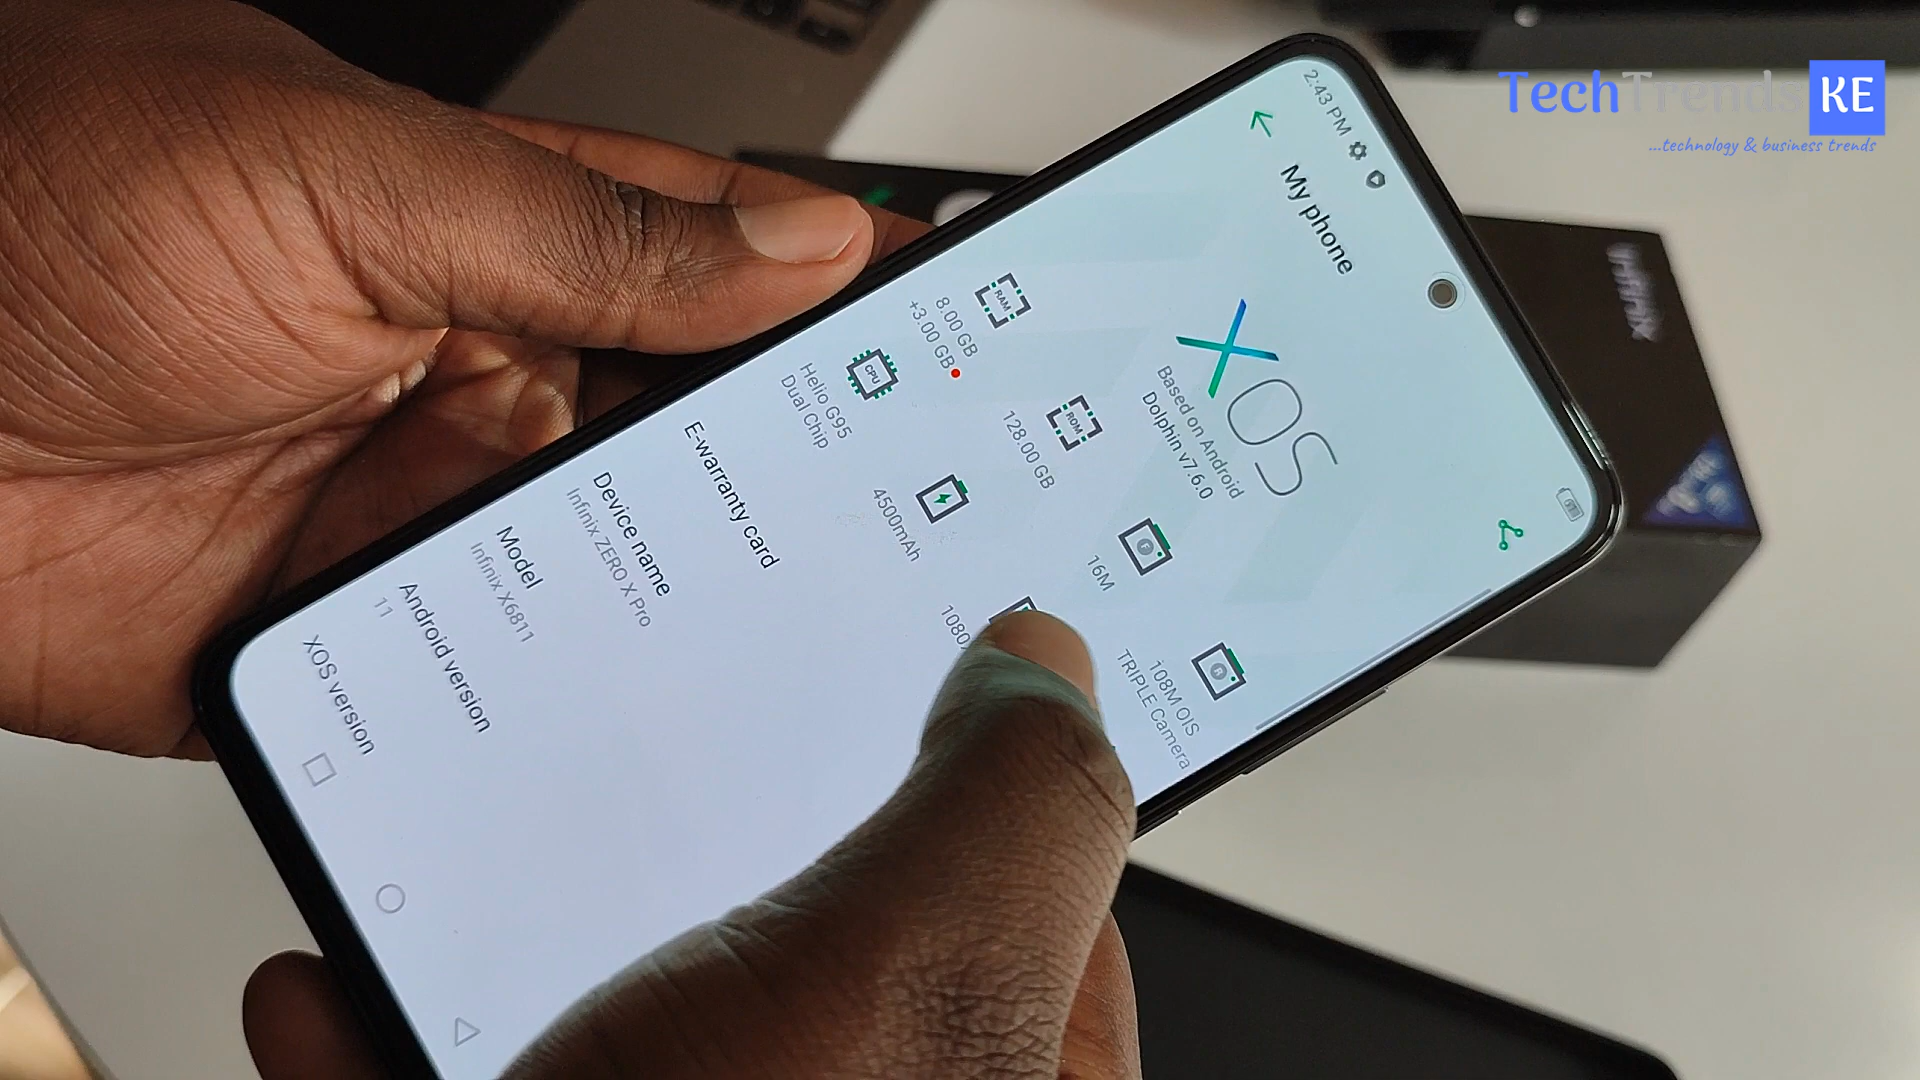 TechTrends KE
...technology & business trends
2:43 PM
My phone
XOS
Based on Android
Dolphin v7.6.0
RAM
8.00 GB
+3.00 GB
ROM
128.00 GB
F
16M
R
108M OIS
TRIPLE Camera
CPU
Helio G95
Dual Chip
4500mAh
1080
E-warranty card
Device name
Infinix ZERO X Pro
Model
Infinix X6811
Android version
11
XOS version
Infinix